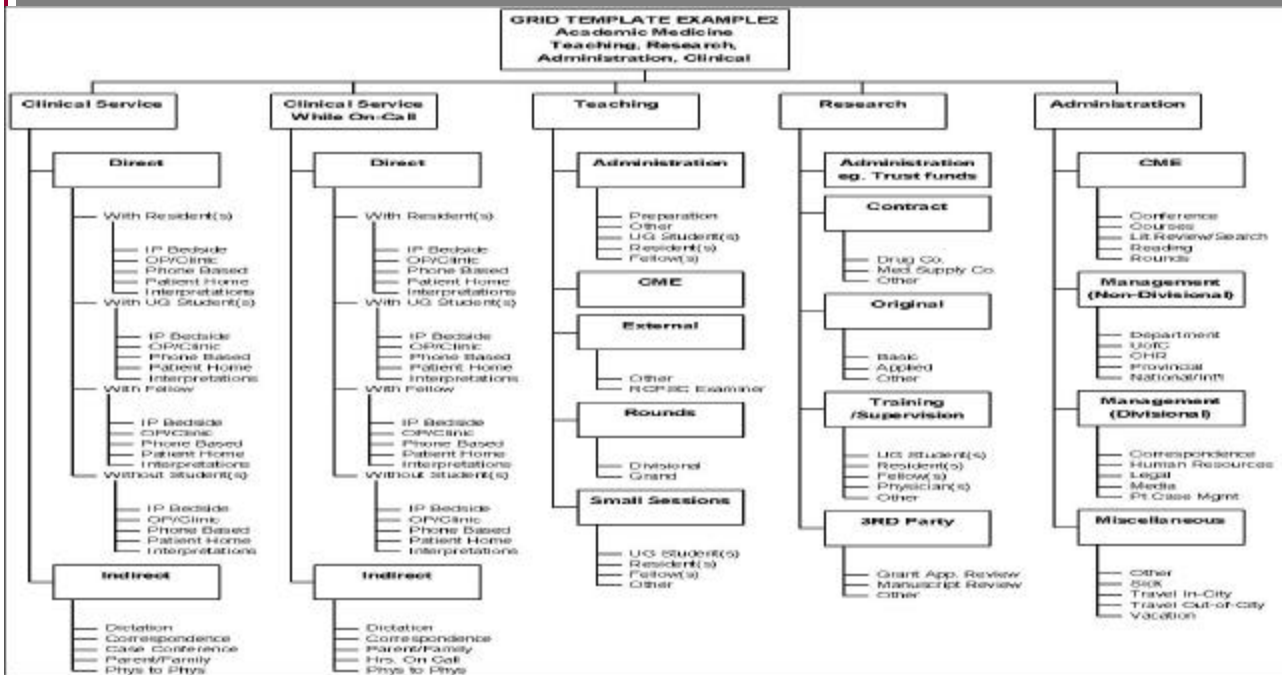 GRID TEMPLATE EXAMPLE2
Academic Medicine
Teaching, Research,
Administration, Clinical
Clinical Service
Direct
With Resident(s)
IP Bedside
OP/Clinic
Phone Based
Patient Home
Interpretations
With UG Student(s)
IP Bedside
OP/Clinic
Phone Based
Patient Home
Interpretations
With Fellow
IP Bedside
OP/Clinic
Phone Based
Patient Home
Interpretations
Without Student(s)
IP Bedside
OP/Clinic
Phone Based
Patient Home
Interpretations
Indirect
Dictation
Correspondence
Case Conference
Parent/Family
Phys to Phys
Clinical Service
While On-Call
Direct
With Resident(s)
IP Bedside
OP/Clinic
Phone Based
Patient Home
Interpretations
With UG Student(s)
IP Bedside
OP/Clinic
Phone Based
Patient Home
Interpretations
With Fellow
IP Bedside
OP/Clinic
Phone Based
Patient Home
Interpretations
Without Student(s)
IP Bedside
OP/Clinic
Phone Based
Patient Home
Interpretations
Indirect
Dictation
Correspondence
Parent/Family
Hrs. On Call
Phys to Phys
Teaching
Administration
Preparation
Other
UG Student(s)
Resident(s)
Fellow(s)
CME
External
Other
RCPSC Examiner
Rounds
Divisional
Grand
Small Sessions
UG Student(s)
Resident(s)
Fellow(s)
Other
Research
Administration
eg. Trust funds
Contract
Drug Co.
Med.Supply Co.
Other
Original
Basic
Applied
Other
Training
/Supervision
UG Student(s)
Resident(s)
Fellow(s)
Physician(s)
Other
3RD Party
Grant App. Review
Manuscript Review
Other
Administration
CME
Conference
Courses
Lit.Review/Search
Reading
Rounds
Management
(Non-Divisional)
Department
UofC
CHR
Provincial
National/Int'l
Management
(Divisional)
Correspondence
Human Resources
Legal
Media
Pt.Case Mgmt
Miscellaneous
Other
Sick
Travel In-City
Travel Out-of-City
Vacation